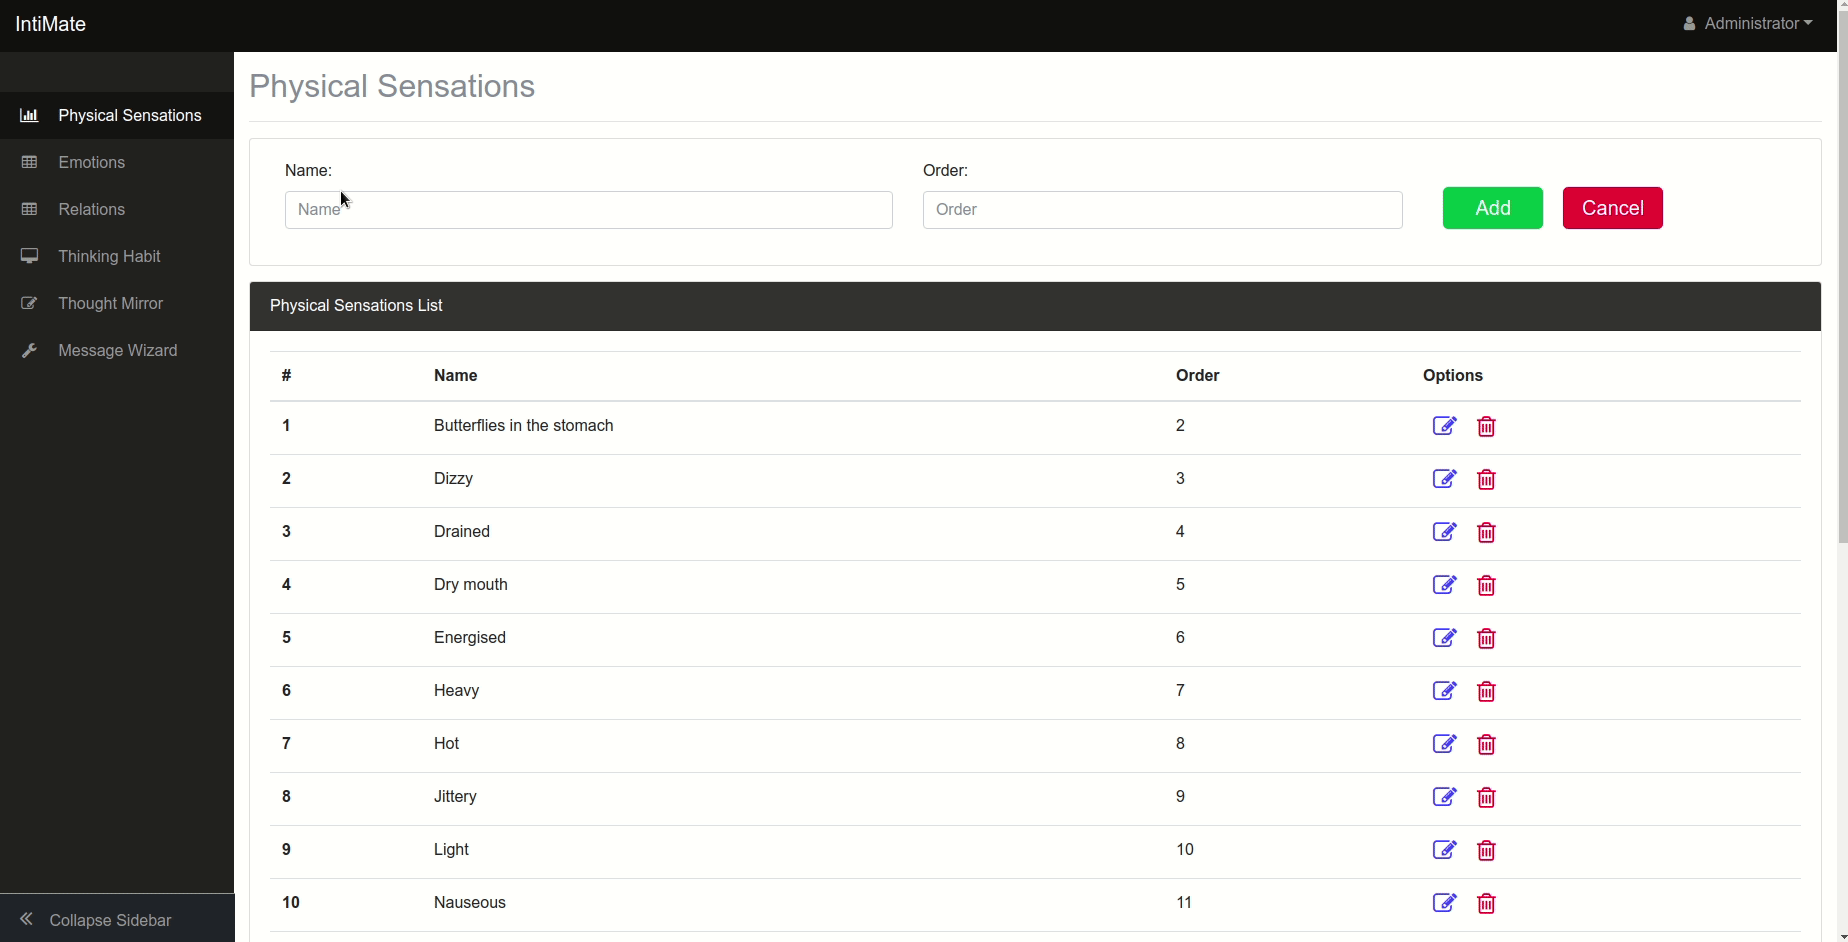 IntiMate
Administrator
Physical Sensations
Emotions
Relations
Thinking Habit
Thought Mirror
Message Wizard
Collapse Sidebar
Physical Sensations
Name: Order:
Name Order Add Cancel
Physical Sensations List
# Name Order Options
1 Butterflies in the stomach 2
2 Dizzy 3
3 Drained 4
4 Dry mouth 5
5 Energised 6
6 Heavy 7
7 Hot 8
8 Jittery 9
9 Light 10
10 Nauseous 11